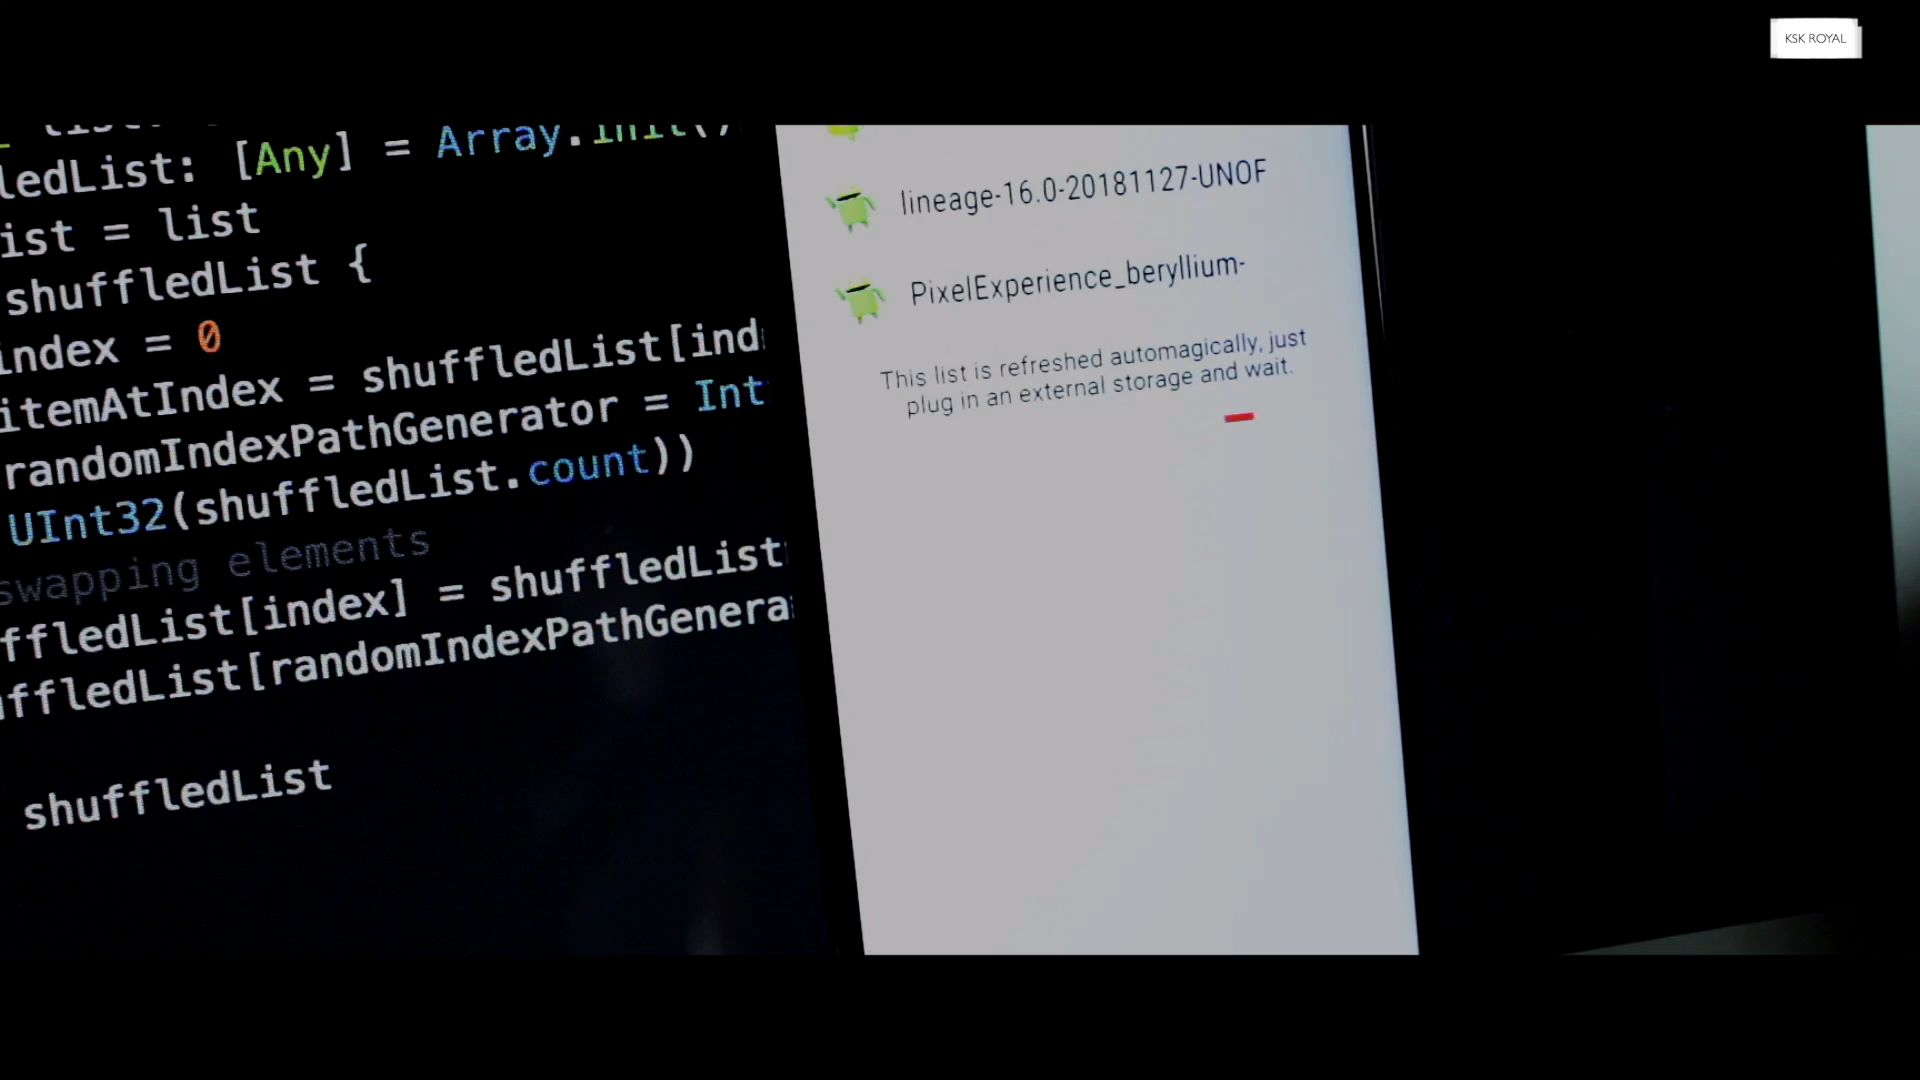 KSK ROYAL
ledList: [Any] = Array.init()
ist = list
shuffledList {
index = 0
itemAtIndex = shuffledList[ind
randomIndexPathGenerator = Int
UInt32(shuffledList.count))
swapping elements
ffledList[index] = shuffledList
ffledList[randomIndexPathGenera
shuffledList
lineage-16.0-20181127-UNOF
PixelExperience_beryllium-
This list is refreshed automagically, just
plug in an external storage and wait.